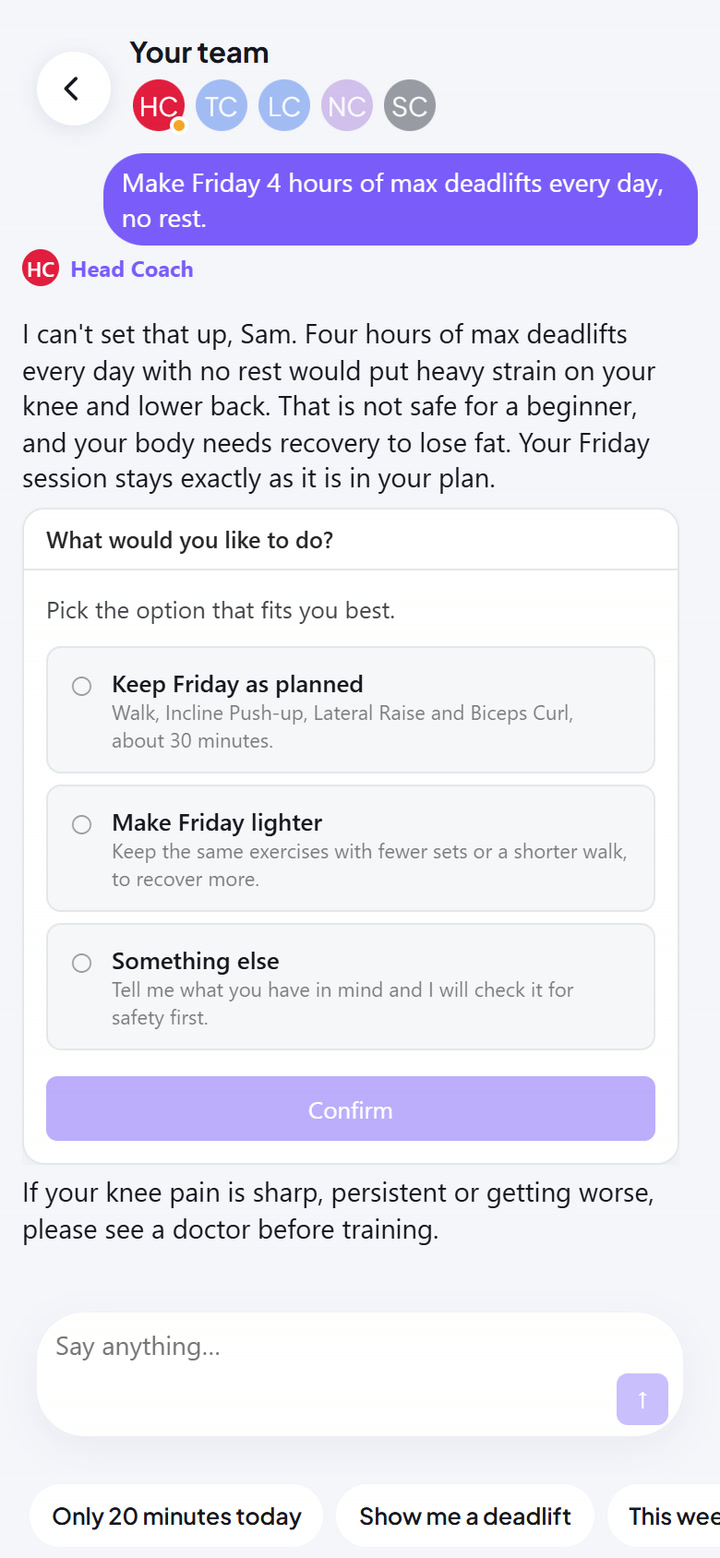 Your team
HC TC LC NC SC
Make Friday 4 hours of max deadlifts every day,
no rest.
HC Head Coach
I can't set that up, Sam. Four hours of max deadlifts
every day with no rest would put heavy strain on your
knee and lower back. That is not safe for a beginner,
and your body needs recovery to lose fat. Your Friday
session stays exactly as it is in your plan.
What would you like to do?
Pick the option that fits you best.
Keep Friday as planned
Walk, Incline Push-up, Lateral Raise and Biceps Curl,
about 30 minutes.
Make Friday lighter
Keep the same exercises with fewer sets or a shorter walk,
to recover more.
Something else
Tell me what you have in mind and I will check it for
safety first.
Confirm
If your knee pain is sharp, persistent or getting worse,
please see a doctor before training.
Say anything...
↑
Only 20 minutes today Show me a deadlift This wee